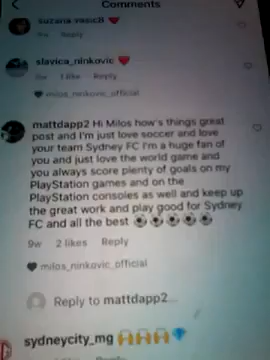 Comments
suzana.vasic8 ❤️
9w Reply
slavica_ninkovic ❤️
9w 1 like Reply
🖤 milos_ninkovic_official
mattdapp2 Hi Milos how's things great
post and I'm just love soccer and love
your team Sydney FC I'm a huge fan of
you and just love the world game and
you always score plenty of goals on my
PlayStation games and on the
PlayStation consoles as well and keep up
the great work and play good for Sydney
FC and all the best ⚽⚽⚽⚽⚽
9w 2 likes Reply
🖤 milos_ninkovic_official
Reply to mattdapp2...
sydneycity_mg 🙌🙌🙌💎
Reply